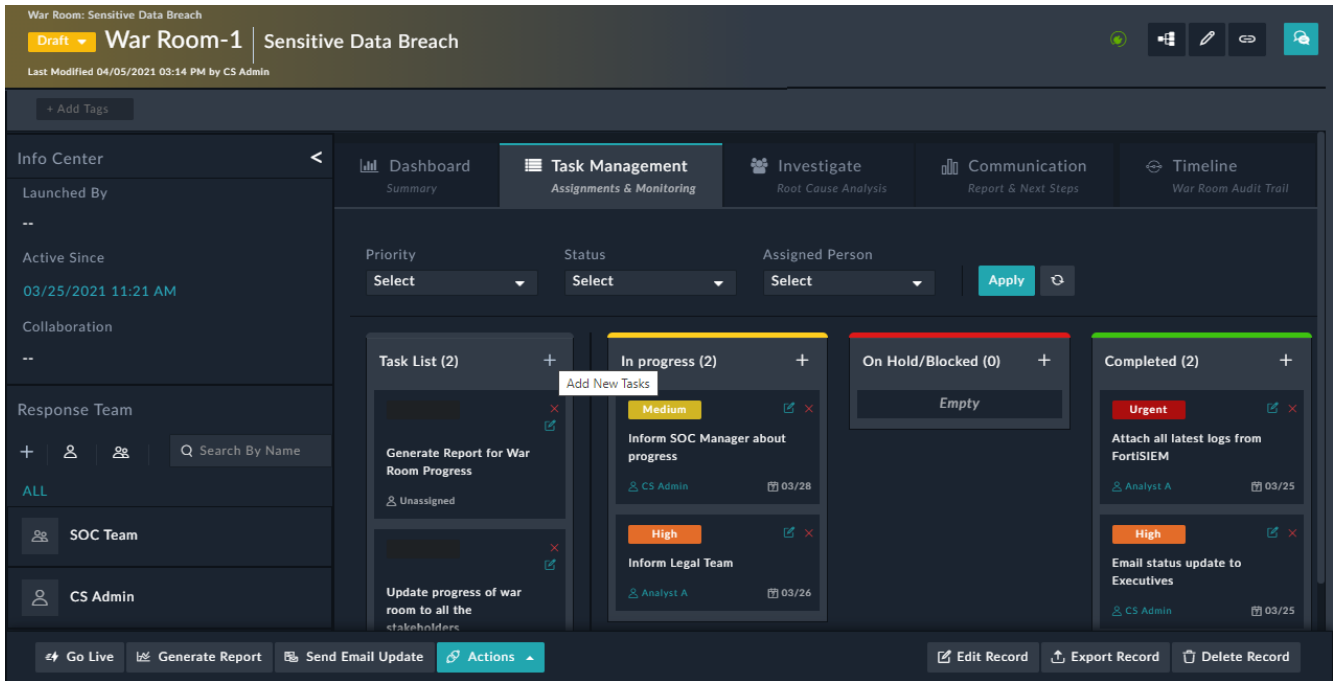 War Room: Sensitive Data Breach
Draft War Room-1 Sensitive Data Breach
Last Modified 04/05/2021 03:14 PM by CS Admin
+ Add Tags
Info Center <
Launched By
--
Active Since
03/25/2021 11:21 AM
Collaboration
--
Response Team
Search By Name
ALL
SOC Team
CS Admin
Dashboard
Summary
Task Management
Assignments & Monitoring
Investigate
Root Cause Analysis
Communication
Report & Next Steps
Timeline
War Room Audit Trail
Priority
Select
Status
Select
Assigned Person
Select
Apply
Task List (2) +
Add New Tasks
Generate Report for War
Room Progress
Unassigned
Update progress of war
room to all the
stakeholders
In progress (2) +
Medium
Inform SOC Manager about
progress
CS Admin 03/28
High
Inform Legal Team
Analyst A 03/26
On Hold/Blocked (0) +
Empty
Completed (2) +
Urgent
Attach all latest logs from
FortiSIEM
Analyst A 03/25
High
Email status update to
Executives
CS Admin 03/25
Go Live Generate Report Send Email Update Actions Edit Record Export Record Delete Record